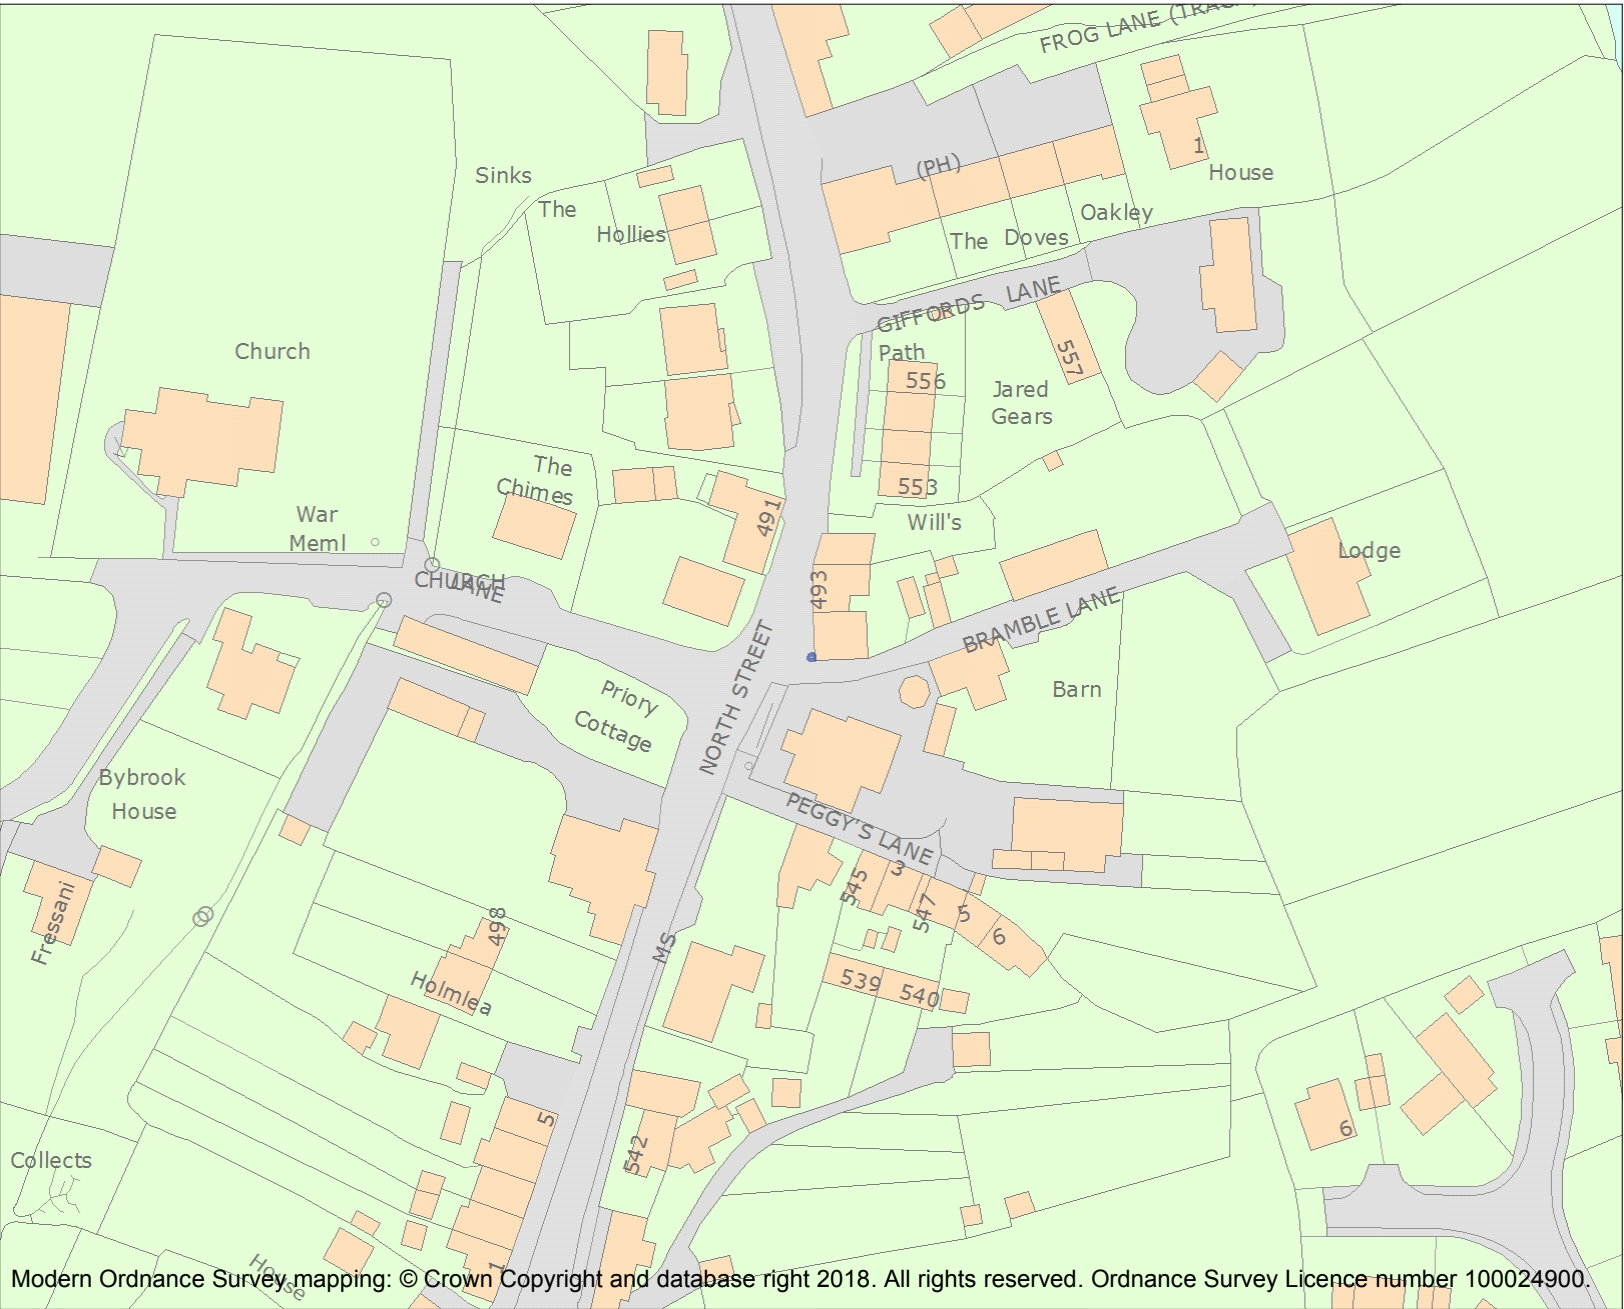 FROG LANE (TRACK)
(PH)
1
House
Sinks
The
Hollies
Oakley
The
Doves
GIFFORDS LANE
Path
557
556
Church
Jared
Gears
The
Chimes
553
491
Will's
War
Meml
Lodge
CHURCH
LANE
493
BRAMBLE LANE
NORTH STREET
Priory
Cottage
Barn
Bybrook
House
PEGGY'S LANE
545
3
547
5
6
Fressani
498
MS
539
540
Holmlea
5
542
6
Collects
House
1
Modern Ordnance Survey mapping: © Crown Copyright and database right 2018. All rights reserved. Ordnance Survey Licence number 100024900.